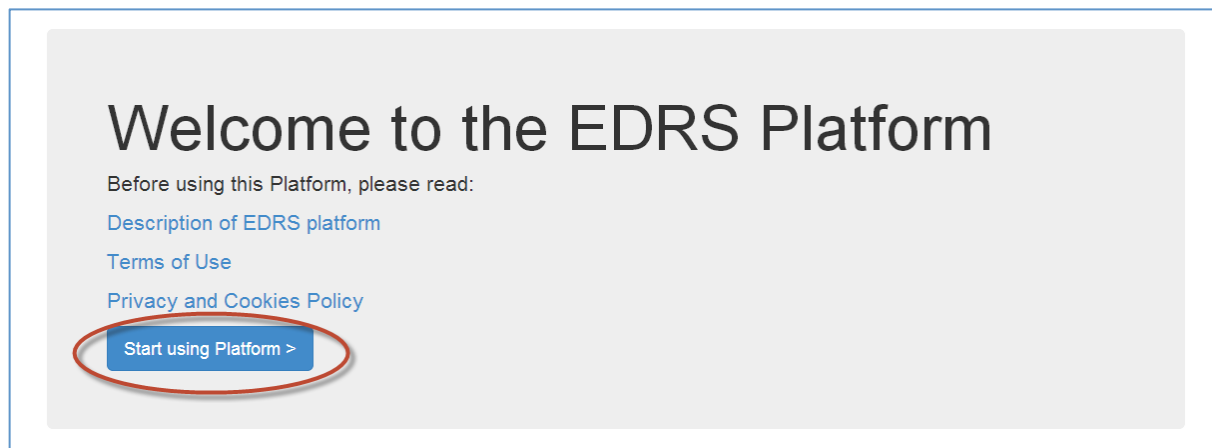 Welcome to the EDRS Platform
Before using this Platform, please read:
Description of EDRS platform
Terms of Use
Privacy and Cookies Policy
Start using Platform >